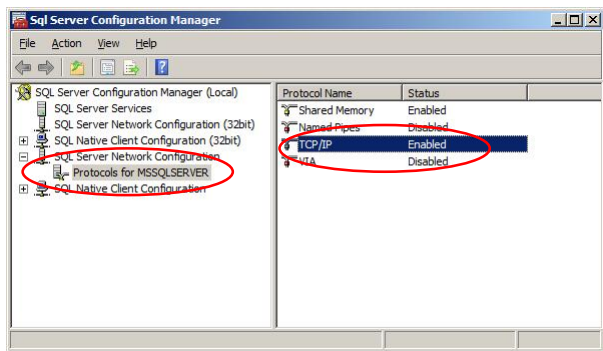 Sql Server Configuration Manager
File Action View Help
SQL Server Configuration Manager (Local)
SQL Server Services
SQL Server Network Configuration (32bit)
SQL Native Client Configuration (32bit)
SQL Server Network Configuration
Protocols for MSSQLSERVER
SQL Native Client Configuration
Protocol Name Status
Shared Memory Enabled
Named Pipes Disabled
TCP/IP Enabled
VIA Disabled